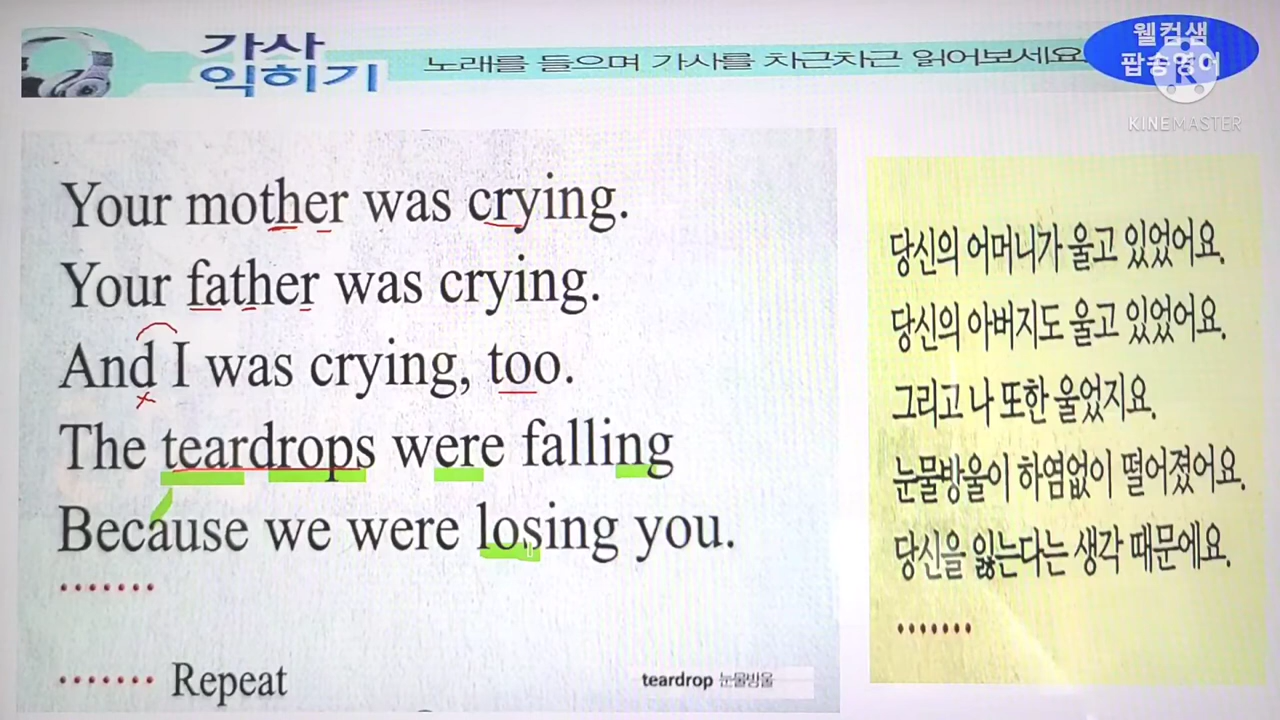 가사
익히기
노래를 들으며 가사를 차근차근 읽어보세요
웰컴샘
팝송영어
KINEMASTER
Your mother was crying.
Your father was crying.
And I was crying, too.
The teardrops were falling
Because we were losing you.
.......
....... Repeat
teardrop 눈물방울
당신의 어머니가 울고 있었어요.
당신의 아버지도 울고 있었어요.
그리고 나 또한 울었지요.
눈물방울이 하염없이 떨어졌어요.
당신을 잃는다는 생각 때문에요.
.......